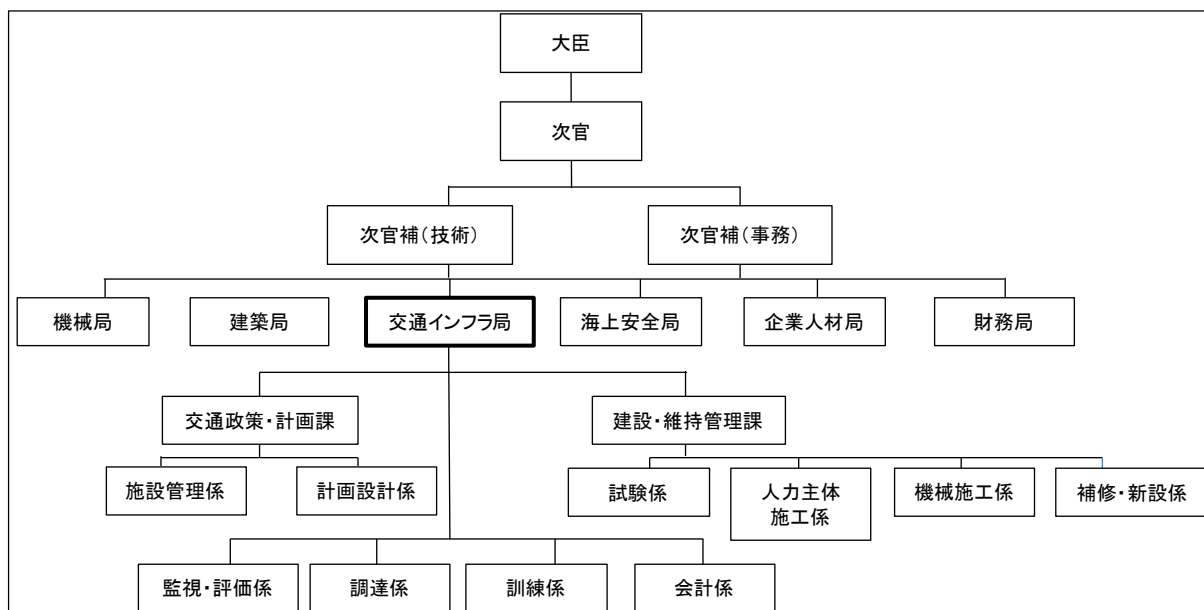 大臣
次官
次官補(技術)
次官補(事務)
機械局
建築局
交通インフラ局
海上安全局
企業人材局
財務局
交通政策・計画課
建設・維持管理課
施設管理係
計画設計係
試験係
人力主体
施工係
機械施工係
補修・新設係
監視・評価係
調達係
訓練係
会計係